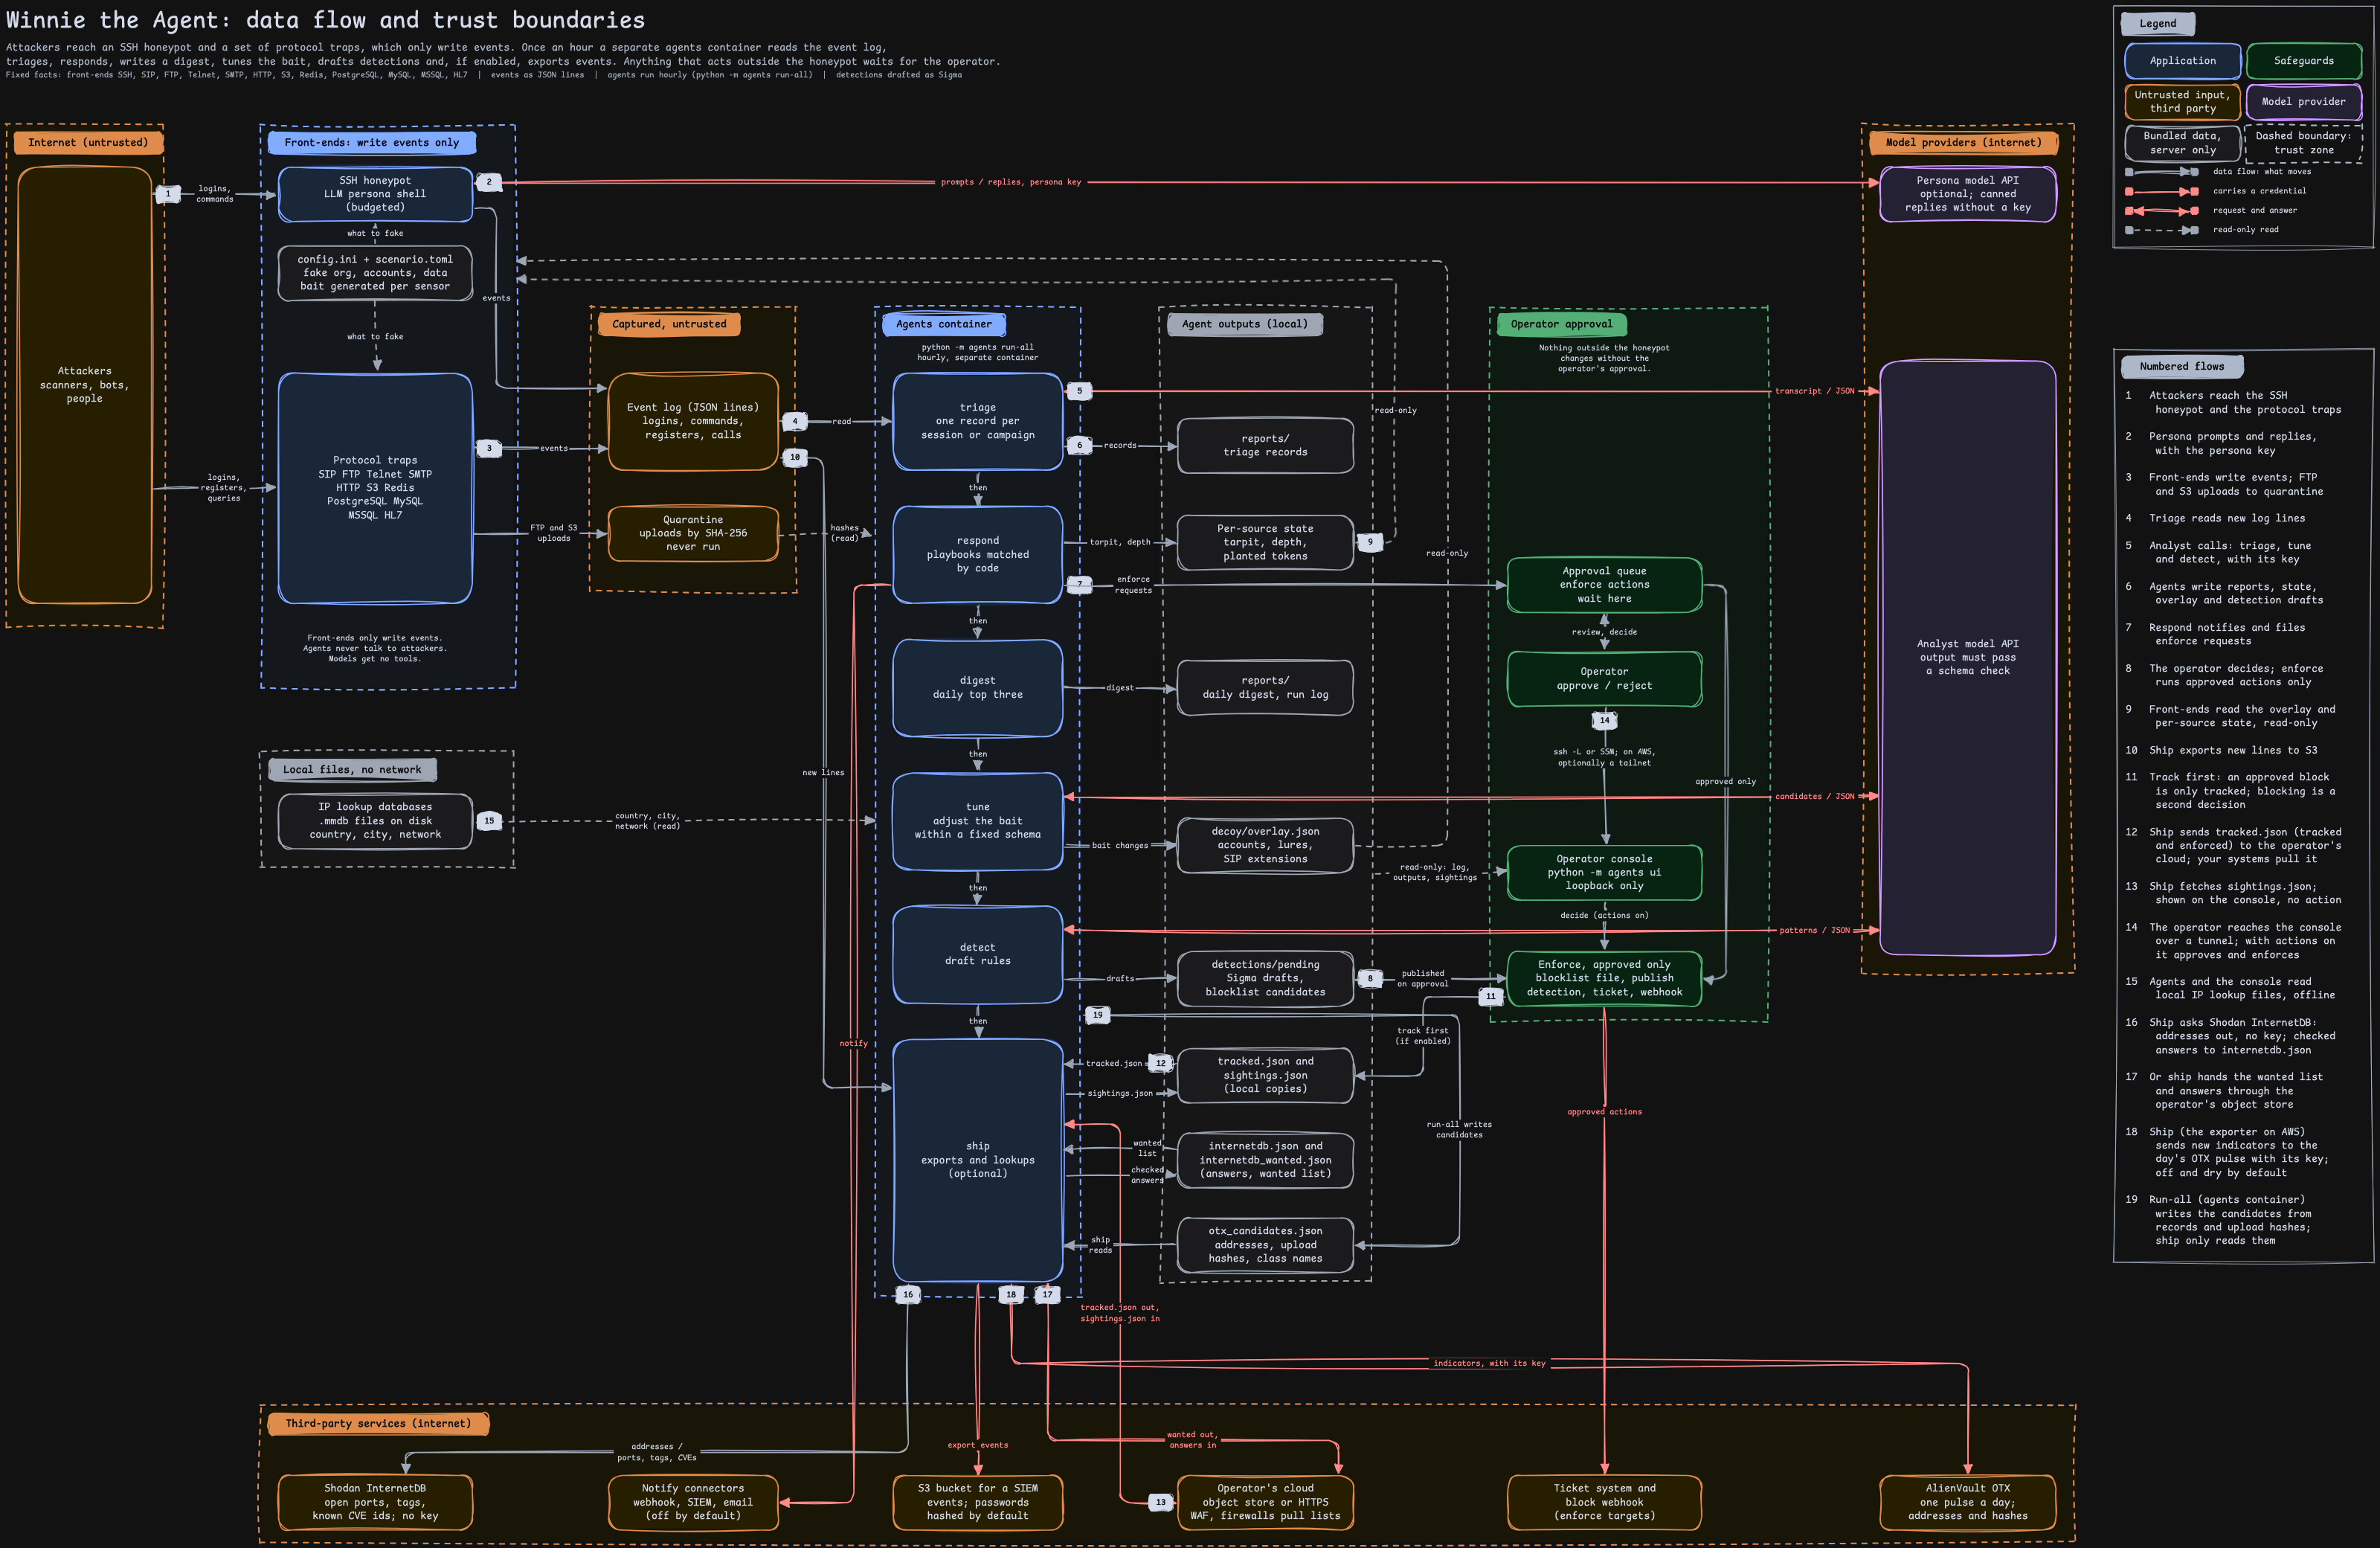 Winnie the Agent: data flow and trust boundaries
Attackers reach an SSH honeypot and a set of protocol traps, which only write events. Once an hour a separate agents container reads the event log,
triages, responds, writes a digest, tunes the bait, drafts detections and, if enabled, exports events. Anything that acts outside the honeypot waits for the operator.
Fixed facts: front-ends SSH, SIP, FTP, Telnet, SMTP, HTTP, S3, Redis, PostgreSQL, MySQL, MSSQL, HL7 | events as JSON lines | agents run hourly (python -m agents run-all) | detections drafted as Sigma
Internet (untrusted)
Attackers
scanners, bots,
people
1
logins,
commands
logins,
registers,
queries
Front-ends: write events only
SSH honeypot
LLM persona shell
(budgeted)
what to fake
config.ini + scenario.toml
fake org, accounts, data
bait generated per sensor
what to fake
Protocol traps
SIP FTP Telnet SMTP
HTTP S3 Redis
PostgreSQL MySQL
MSSQL HL7
Front-ends only write events.
Agents never talk to attackers.
Models get no tools.
2
prompts / replies, persona key
events
3
events
FTP and S3
uploads
Local files, no network
IP lookup databases
.mmdb files on disk
country, city, network
15
country, city,
network (read)
Captured, untrusted
Event log (JSON lines)
logins, commands,
registers, calls
Quarantine
uploads by SHA-256
never run
4
read
10
hashes
(read)
new lines
notify
Agents container
python -m agents run-all
hourly, separate container
triage
one record per
session or campaign
then
respond
playbooks matched
by code
then
digest
daily top three
then
tune
adjust the bait
within a fixed schema
then
detect
draft rules
then
ship
exports and lookups
(optional)
5
transcript / JSON
6
records
tarpit, depth
7
enforce
requests
digest
candidates / JSON
bait changes
patterns / JSON
drafts
19
tracked.json
12
sightings.json
wanted
list
checked
answers
ship
reads
Agent outputs (local)
reports/
triage records
Per-source state
tarpit, depth,
planted tokens
reports/
daily digest, run log
decoy/overlay.json
accounts, lures,
SIP extensions
detections/pending
Sigma drafts,
blocklist candidates
tracked.json and
sightings.json
(local copies)
internetdb.json and
internetdb_wanted.json
(answers, wanted list)
otx_candidates.json
addresses, upload
hashes, class names
read-only
9
read-only
read-only: log,
outputs, sightings
8
published
on approval
11
track first
(if enabled)
run-all writes
candidates
Operator approval
Nothing outside the honeypot
changes without the
operator's approval.
Approval queue
enforce actions
wait here
review, decide
Operator
approve / reject
14
ssh -L or SSM; on AWS,
optionally a tailnet
approved only
Operator console
python -m agents ui
loopback only
decide (actions on)
Enforce, approved only
blocklist file, publish
detection, ticket, webhook
approved actions
Model providers (internet)
Persona model API
optional; canned
replies without a key
Analyst model API
output must pass
a schema check
16
18
17
tracked.json out,
sightings.json in
indicators, with its key
Third-party services (internet)
addresses /
ports, tags, CVEs
export events
wanted out,
answers in
Shodan InternetDB
open ports, tags,
known CVE ids; no key
Notify connectors
webhook, SIEM, email
(off by default)
S3 bucket for a SIEM
events; passwords
hashed by default
13
Operator's cloud
object store or HTTPS
WAF, firewalls pull lists
Ticket system and
block webhook
(enforce targets)
AlienVault OTX
one pulse a day;
addresses and hashes
Legend
Application
Safeguards
Untrusted input,
third party
Model provider
Bundled data,
server only
Dashed boundary:
trust zone
data flow: what moves
carries a credential
request and answer
read-only read
Numbered flows
1 Attackers reach the SSH
honeypot and the protocol traps
2 Persona prompts and replies,
with the persona key
3 Front-ends write events; FTP
and S3 uploads to quarantine
4 Triage reads new log lines
5 Analyst calls: triage, tune
and detect, with its key
6 Agents write reports, state,
overlay and detection drafts
7 Respond notifies and files
enforce requests
8 The operator decides; enforce
runs approved actions only
9 Front-ends read the overlay and
per-source state, read-only
10 Ship exports new lines to S3
11 Track first: an approved block
is only tracked; blocking is a
second decision
12 Ship sends tracked.json (tracked
and enforced) to the operator's
cloud; your systems pull it
13 Ship fetches sightings.json;
shown on the console, no action
14 The operator reaches the console
over a tunnel; with actions on
it approves and enforces
15 Agents and the console read
local IP lookup files, offline
16 Ship asks Shodan InternetDB:
addresses out, no key; checked
answers to internetdb.json
17 Or ship hands the wanted list
and answers through the
operator's object store
18 Ship (the exporter on AWS)
sends new indicators to the
day's OTX pulse with its key;
off and dry by default
19 Run-all (agents container)
writes the candidates from
records and upload hashes;
ship only reads them